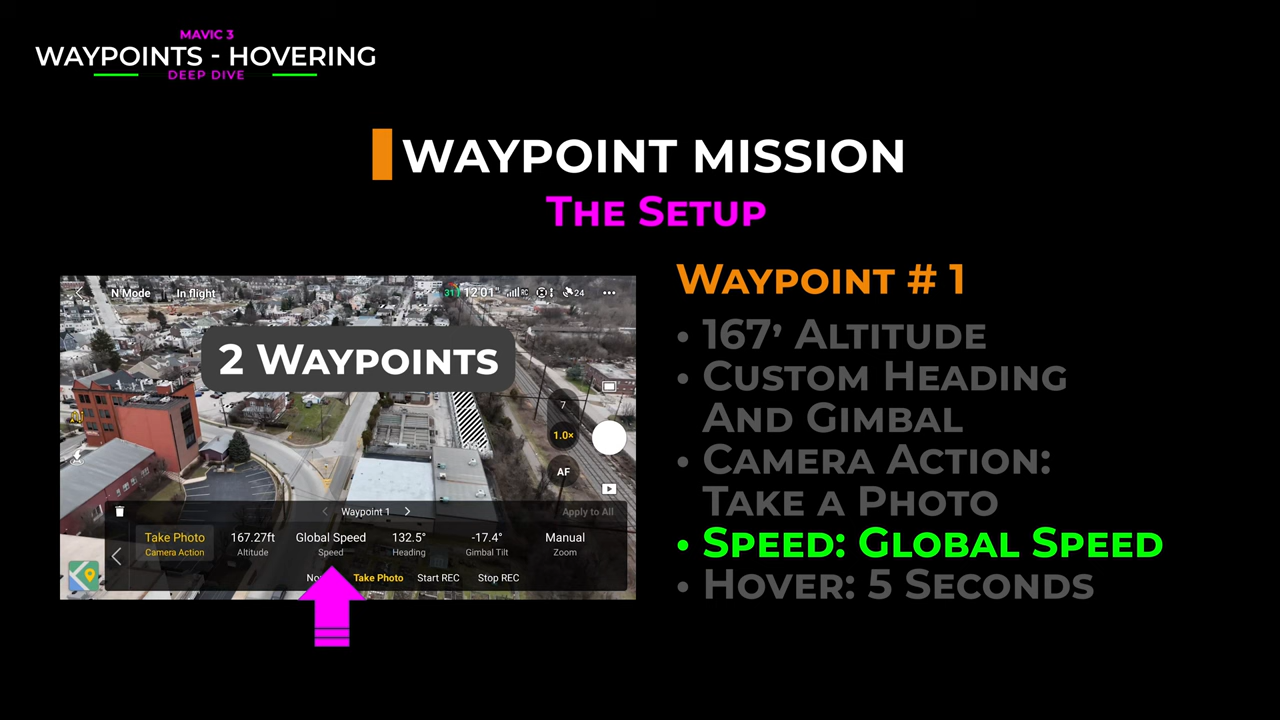 MAVIC 3
WAYPOINTS - HOVERING
DEEP DIVE
WAYPOINT MISSION
THE SETUP
N Mode In flight 31 12'01" RC 24
2 WAYPOINTS
7
1.0×
AF
Waypoint 1
Apply to All
Take Photo 167.27ft Global Speed 132.5° -17.4° Manual
Camera Action Altitude Speed Heading Gimbal Tilt Zoom
Take Photo Start REC Stop REC
WAYPOINT # 1
• 167’ ALTITUDE
• CUSTOM HEADING
AND GIMBAL
• CAMERA ACTION:
TAKE A PHOTO
• SPEED: GLOBAL SPEED
• HOVER: 5 SECONDS